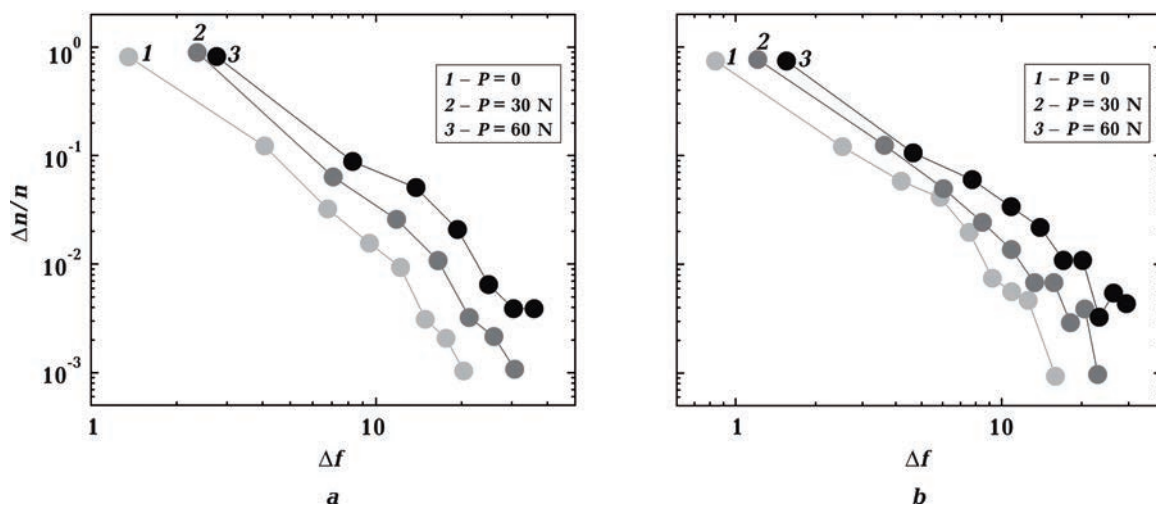 10⁰
10⁻¹
10⁻²
10⁻³
Δn/n
1
2
3
1 – P = 0
2 – P = 30 N
3 – P = 60 N
1
10
Δf
a
1
2
3
1 – P = 0
2 – P = 30 N
3 – P = 60 N
1
10
Δf
b